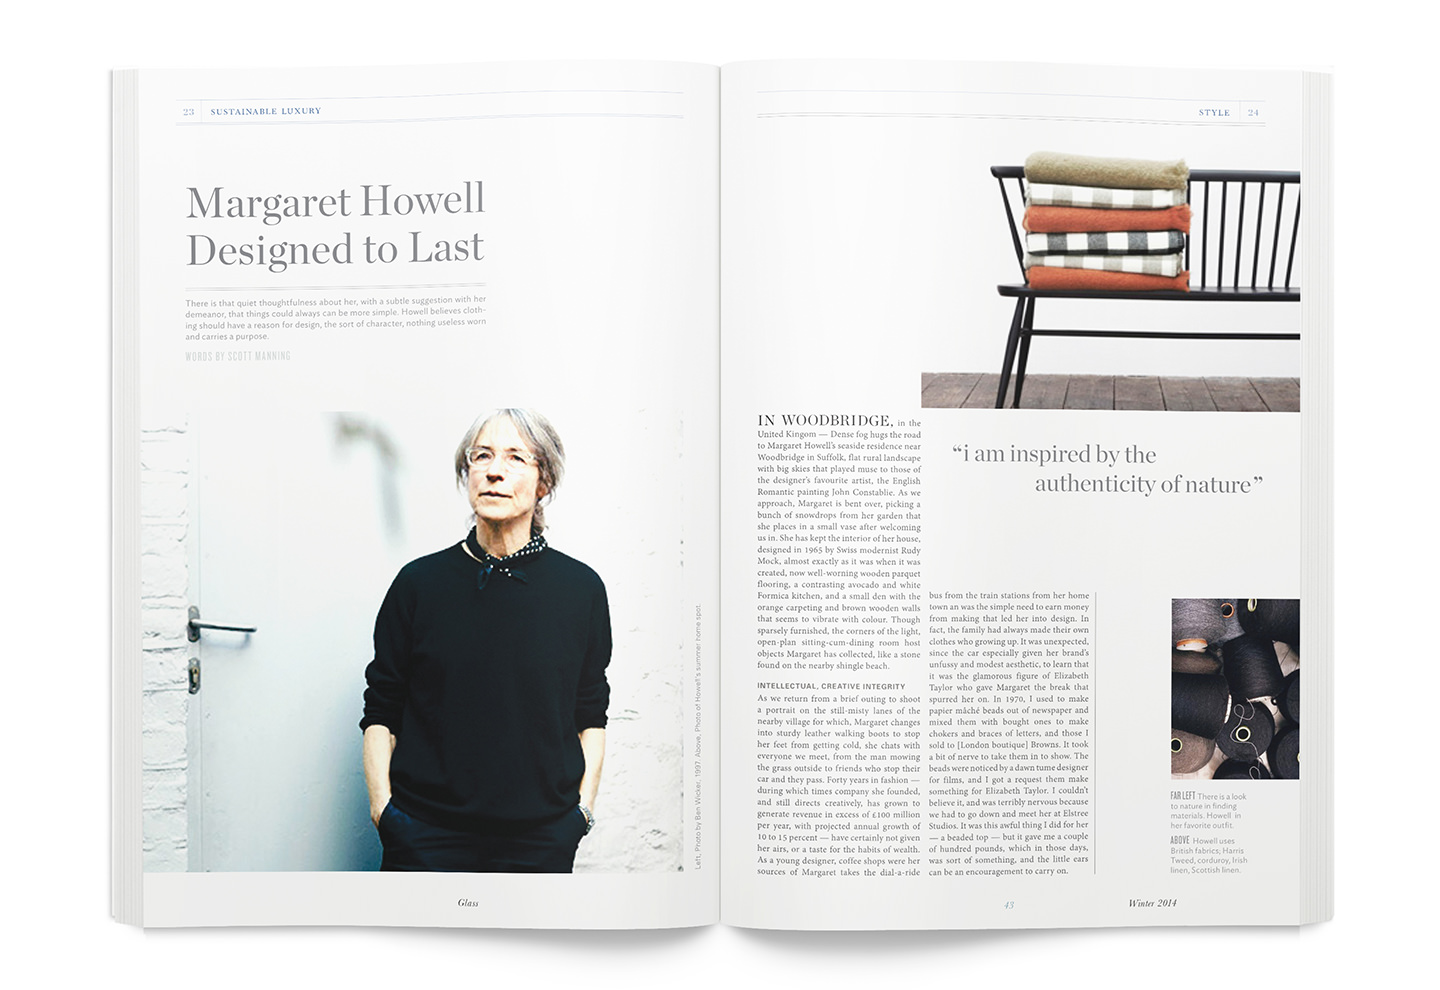 23 SUSTAINABLE LUXURY
Margaret Howell
Designed to Last
There is that quiet thoughtfulness about her, with a subtle suggestion with her
demeanor, that things could always can be more simple. Howell believes cloth-
ing should have a reason for design, the sort of character, nothing useless worn
and carries a purpose.
WORDS BY SCOTT MANNING
Left, Photo by Ben Wicker, 1997. Above, Photo of Howell's summer home spot.
Glass
STYLE 24
IN WOODBRIDGE, in the
United Kingom — Dense fog hugs the road
to Margaret Howell's seaside residence near
Woodbridge in Suffolk, flat rural landscape
with big skies that played muse to those of
the designer's favourite artist, the English
Romantic painting John Constablie. As we
approach, Margaret is bent over, picking a
bunch of snowdrops from her garden that
she places in a small vase after welcoming
us in. She has kept the interior of her house,
designed in 1965 by Swiss modernist Rudy
Mock, almost exactly as it was when it was
created, now well-worning wooden parquet
flooring, a contrasting avocado and white
Formica kitchen, and a small den with the
orange carpeting and brown wooden walls
that seems to vibrate with colour. Though
sparsely furnished, the corners of the light,
open-plan sitting-cum-dining room host
objects Margaret has collected, like a stone
found on the nearby shingle beach.
INTELLECTUAL, CREATIVE INTEGRITY
As we return from a brief outing to shoot
a portrait on the still-misty lanes of the
nearby village for which, Margaret changes
into sturdy leather walking boots to stop
her feet from getting cold, she chats with
everyone we meet, from the man mowing
the grass outside to friends who stop their
car and they pass. Forty years in fashion —
during which times company she founded,
and still directs creatively, has grown to
generate revenue in excess of £100 million
per year, with projected annual growth of
10 to 15 percent — have certainly not given
her airs, or a taste for the habits of wealth.
As a young designer, coffee shops were her
sources of Margaret takes the dial-a-ride
“i am inspired by the
authenticity of nature”
bus from the train stations from her home
town an was the simple need to earn money
from making that led her into design. In
fact, the family had always made their own
clothes who growing up. It was unexpected,
since the car especially given her brand's
unfussy and modest aesthetic, to learn that
it was the glamorous figure of Elizabeth
Taylor who gave Margaret the break that
spurred her on. In 1970, I used to make
papier mâché beads out of newspaper and
mixed them with bought ones to make
chokers and braces of letters, and those I
sold to [London boutique] Browns. It took
a bit of nerve to take them in to show. The
beads were noticed by a dawn tume designer
for films, and I got a request them make
something for Elizabeth Taylor. I couldn't
believe it, and was terribly nervous because
we had to go down and meet her at Elstree
Studios. It was this awful thing I did for her
— a beaded top — but it gave me a couple
of hundred pounds, which in those days,
was sort of something, and the little ears
can be an encouragement to carry on.
FAR LEFT There is a look
to nature in finding
materials. Howell in
her favorite outfit.
ABOVE Howell uses
British fabrics; Harris
Tweed, corduroy, Irish
linen, Scottish linen.
43
Winter 2014